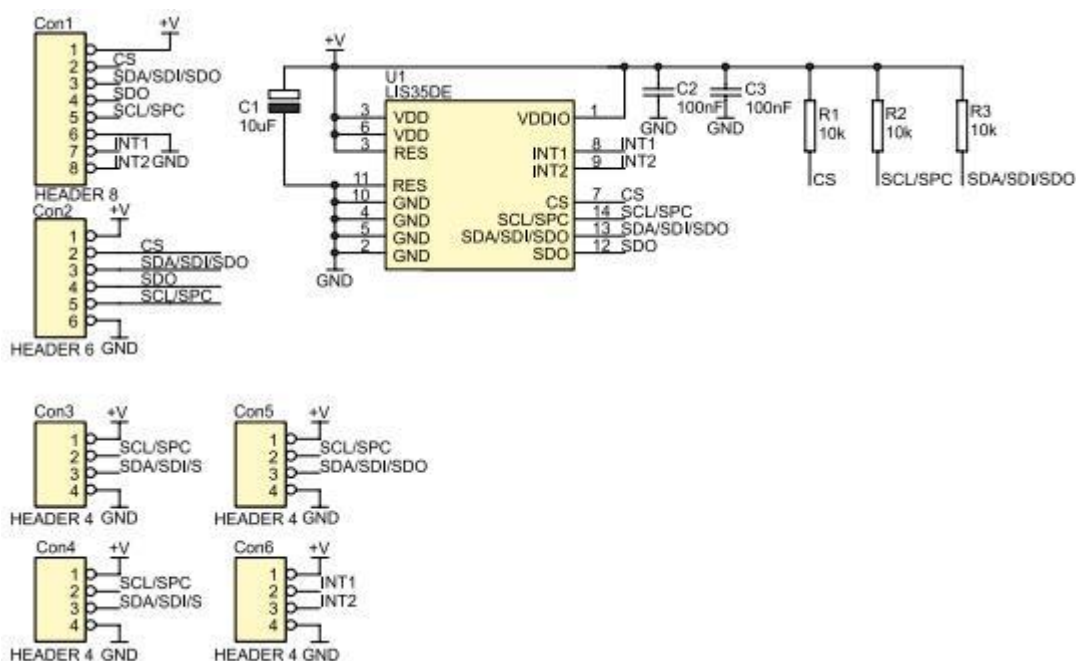 Con1
+V
1
2 CS
3 SDA/SDI/SDO
4 SDO
5 SCL/SPC
6
7 INT1 GND
8 INT2
HEADER 8
Con2
+V
1
2 CS
3 SDA/SDI/SDO
4 SDO
5 SCL/SPC
6
HEADER 6 GND
+V
C1
10uF
U1
LIS35DE
3 VDD
6 VDD
3 RES
11 RES
10 GND
4 GND
5 GND
2 GND
GND
VDDIO 1
INT1 8 INT1
INT2 9 INT2
CS 7 CS
SCL/SPC 14 SCL/SPC
SDA/SDI/SDO 13 SDA/SDI/SDO
SDO 12 SDO
C2
100nF
GND
C3
100nF
GND
R1
10k
CS
R2
10k
SCL/SPC
R3
10k
SDA/SDI/SDO
Con3
+V
1
2 SCL/SPC
3 SDA/SDI/S
4
HEADER 4 GND
Con5
+V
1
2 SCL/SPC
3 SDA/SDI/SDO
4
HEADER 4 GND
Con4
+V
1
2 SCL/SPC
3 SDA/SDI/S
4
HEADER 4 GND
Con6
+V
1
2 INT1
3 INT2
4
HEADER 4 GND